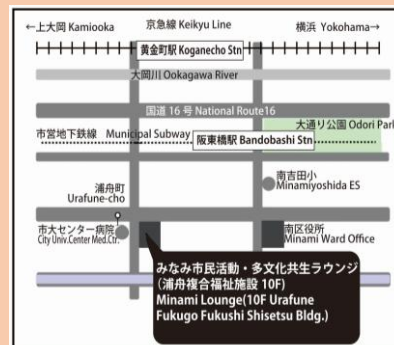 京急線 Keikyu Line
←上大岡 Kamiooka
横浜 Yokohama→
黄金町駅 Koganecho Stn
大岡川 Ookagawa River
国道 16 号 National Route16
大通り公園 Odori Park
市営地下鉄線 Municipal Subway
阪東橋駅 Bandobashi Stn
南吉田小
Minamiyoshida ES
浦舟町
Urafune-cho
市大センター病院
City Univ.Center Med.Ctr.
南区役所
Minami Ward Office
みなみ市民活動・多文化共生ラウンジ
(浦舟複合福祉施設 10F)
Minami Lounge(10F Urafune
Fukugo Fukushi Shisetsu Bldg.)